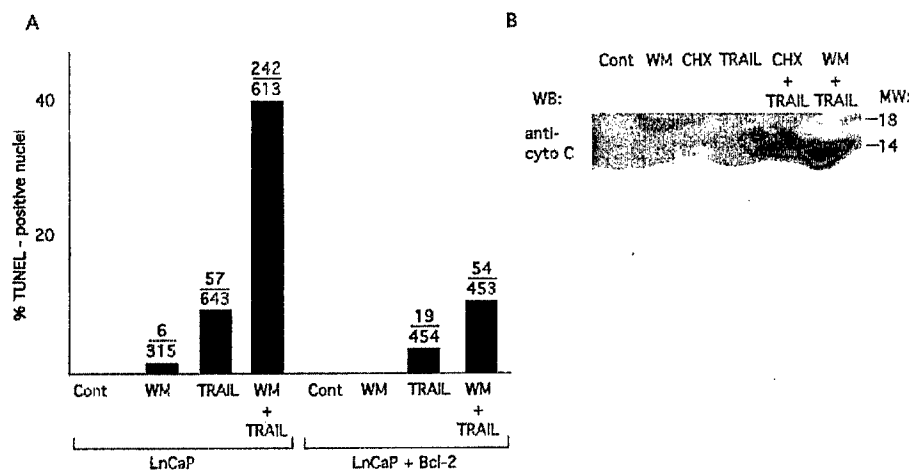 A
% TUNEL - positive nuclei
40
20
6
315
57
643
242
613
19
454
54
453
Cont WM TRAIL WM + TRAIL Cont WM TRAIL WM + TRAIL
LnCaP LnCaP + Bcl-2
B
Cont WM CHX TRAIL CHX + TRAIL WM + TRAIL
WB: MW:
anti-
cyto C
18
14